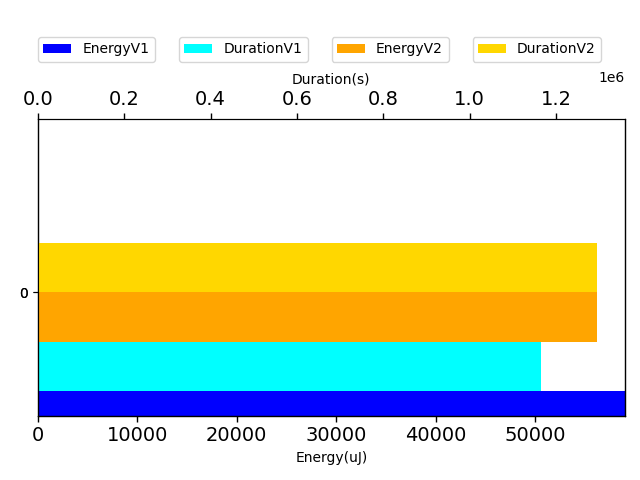 EnergyV1 DurationV1 EnergyV2 DurationV2
Duration(s)
1e6
0.0 0.2 0.4 0.6 0.8 1.0 1.2
0
0 10000 20000 30000 40000 50000
Energy(uJ)